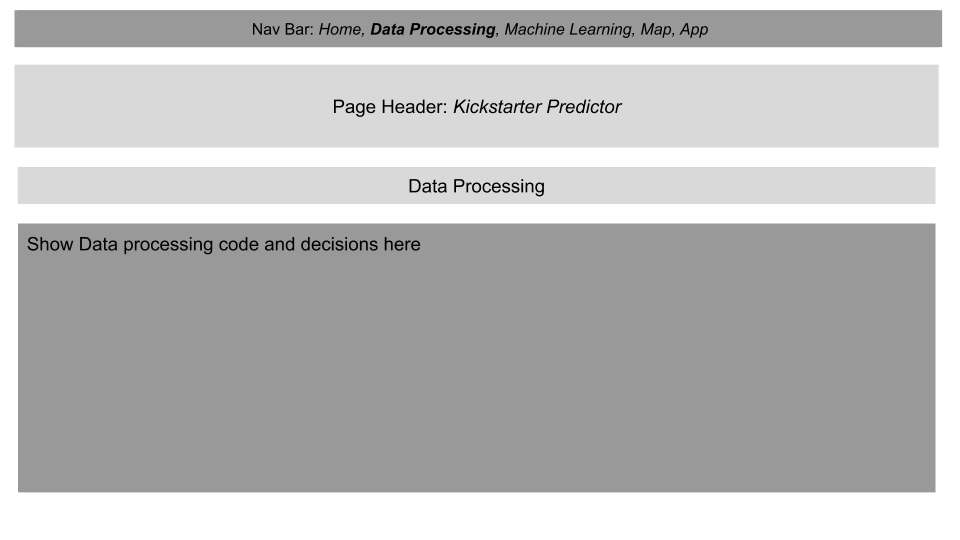 Nav Bar: Home, Data Processing, Machine Learning, Map, App
Page Header: Kickstarter Predictor
Data Processing
Show Data processing code and decisions here